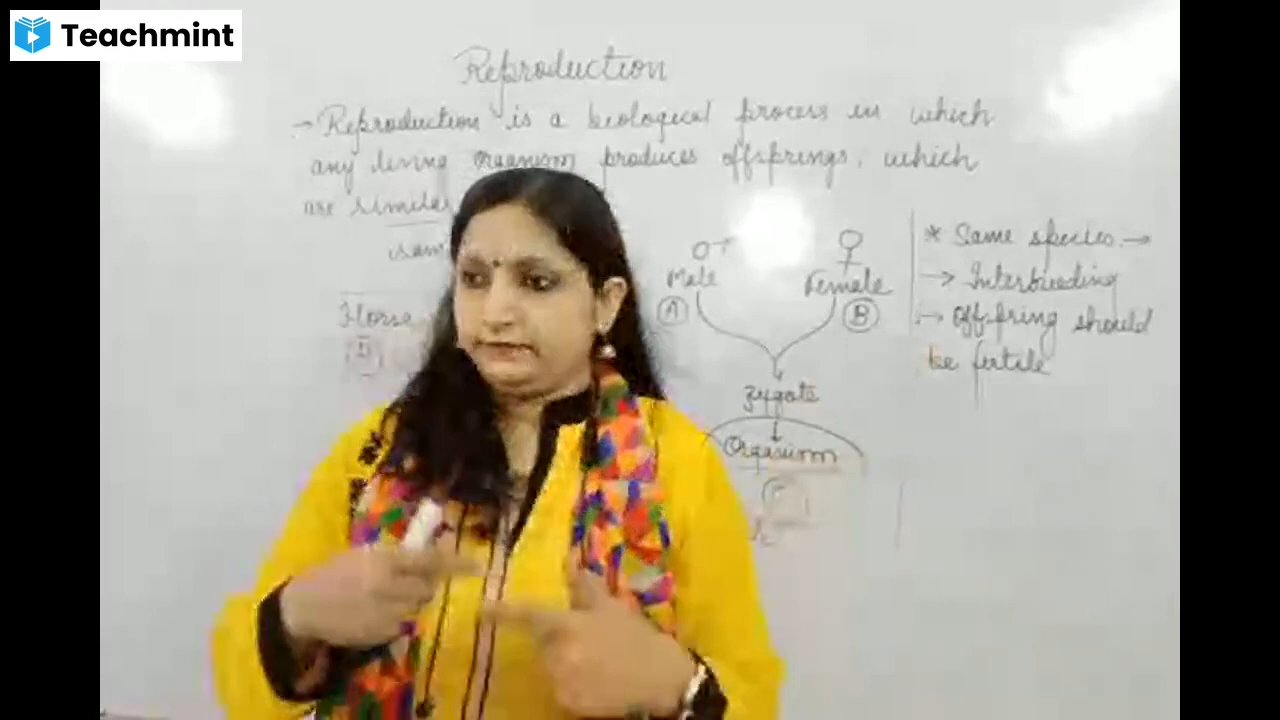 Teachmint
Reproduction
→ Reproduction is a biological process in which
any living organism produces offsprings, which
are similar
♂ ♀
Male Female
A B
Zygote
Organism
Horse
* Same species →
→ Interbreeding
→ Offspring should
be fertile